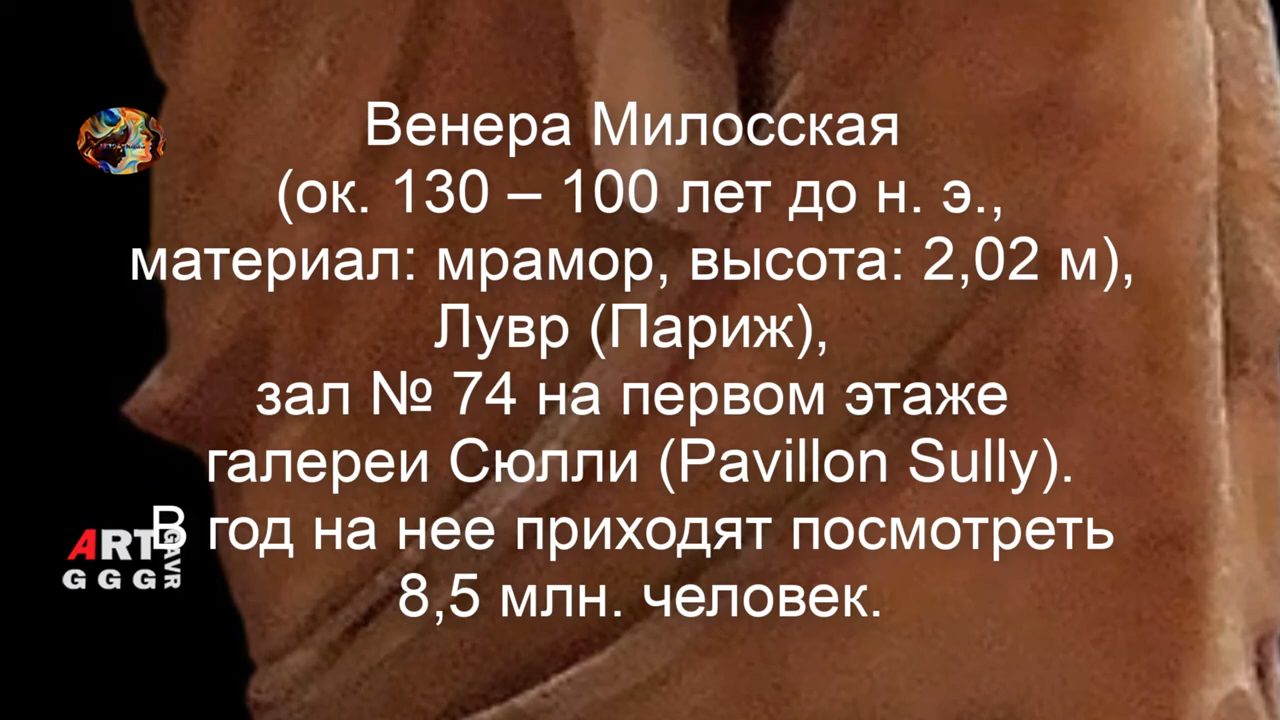 Венера Милосская
(ок. 130 – 100 лет до н. э.,
материал: мрамор, высота: 2,02 м),
Лувр (Париж),
зал № 74 на первом этаже
галереи Сюлли (Pavillon Sully).
В год на нее приходят посмотреть
8,5 млн. человек.
ART
GAVR
GGG